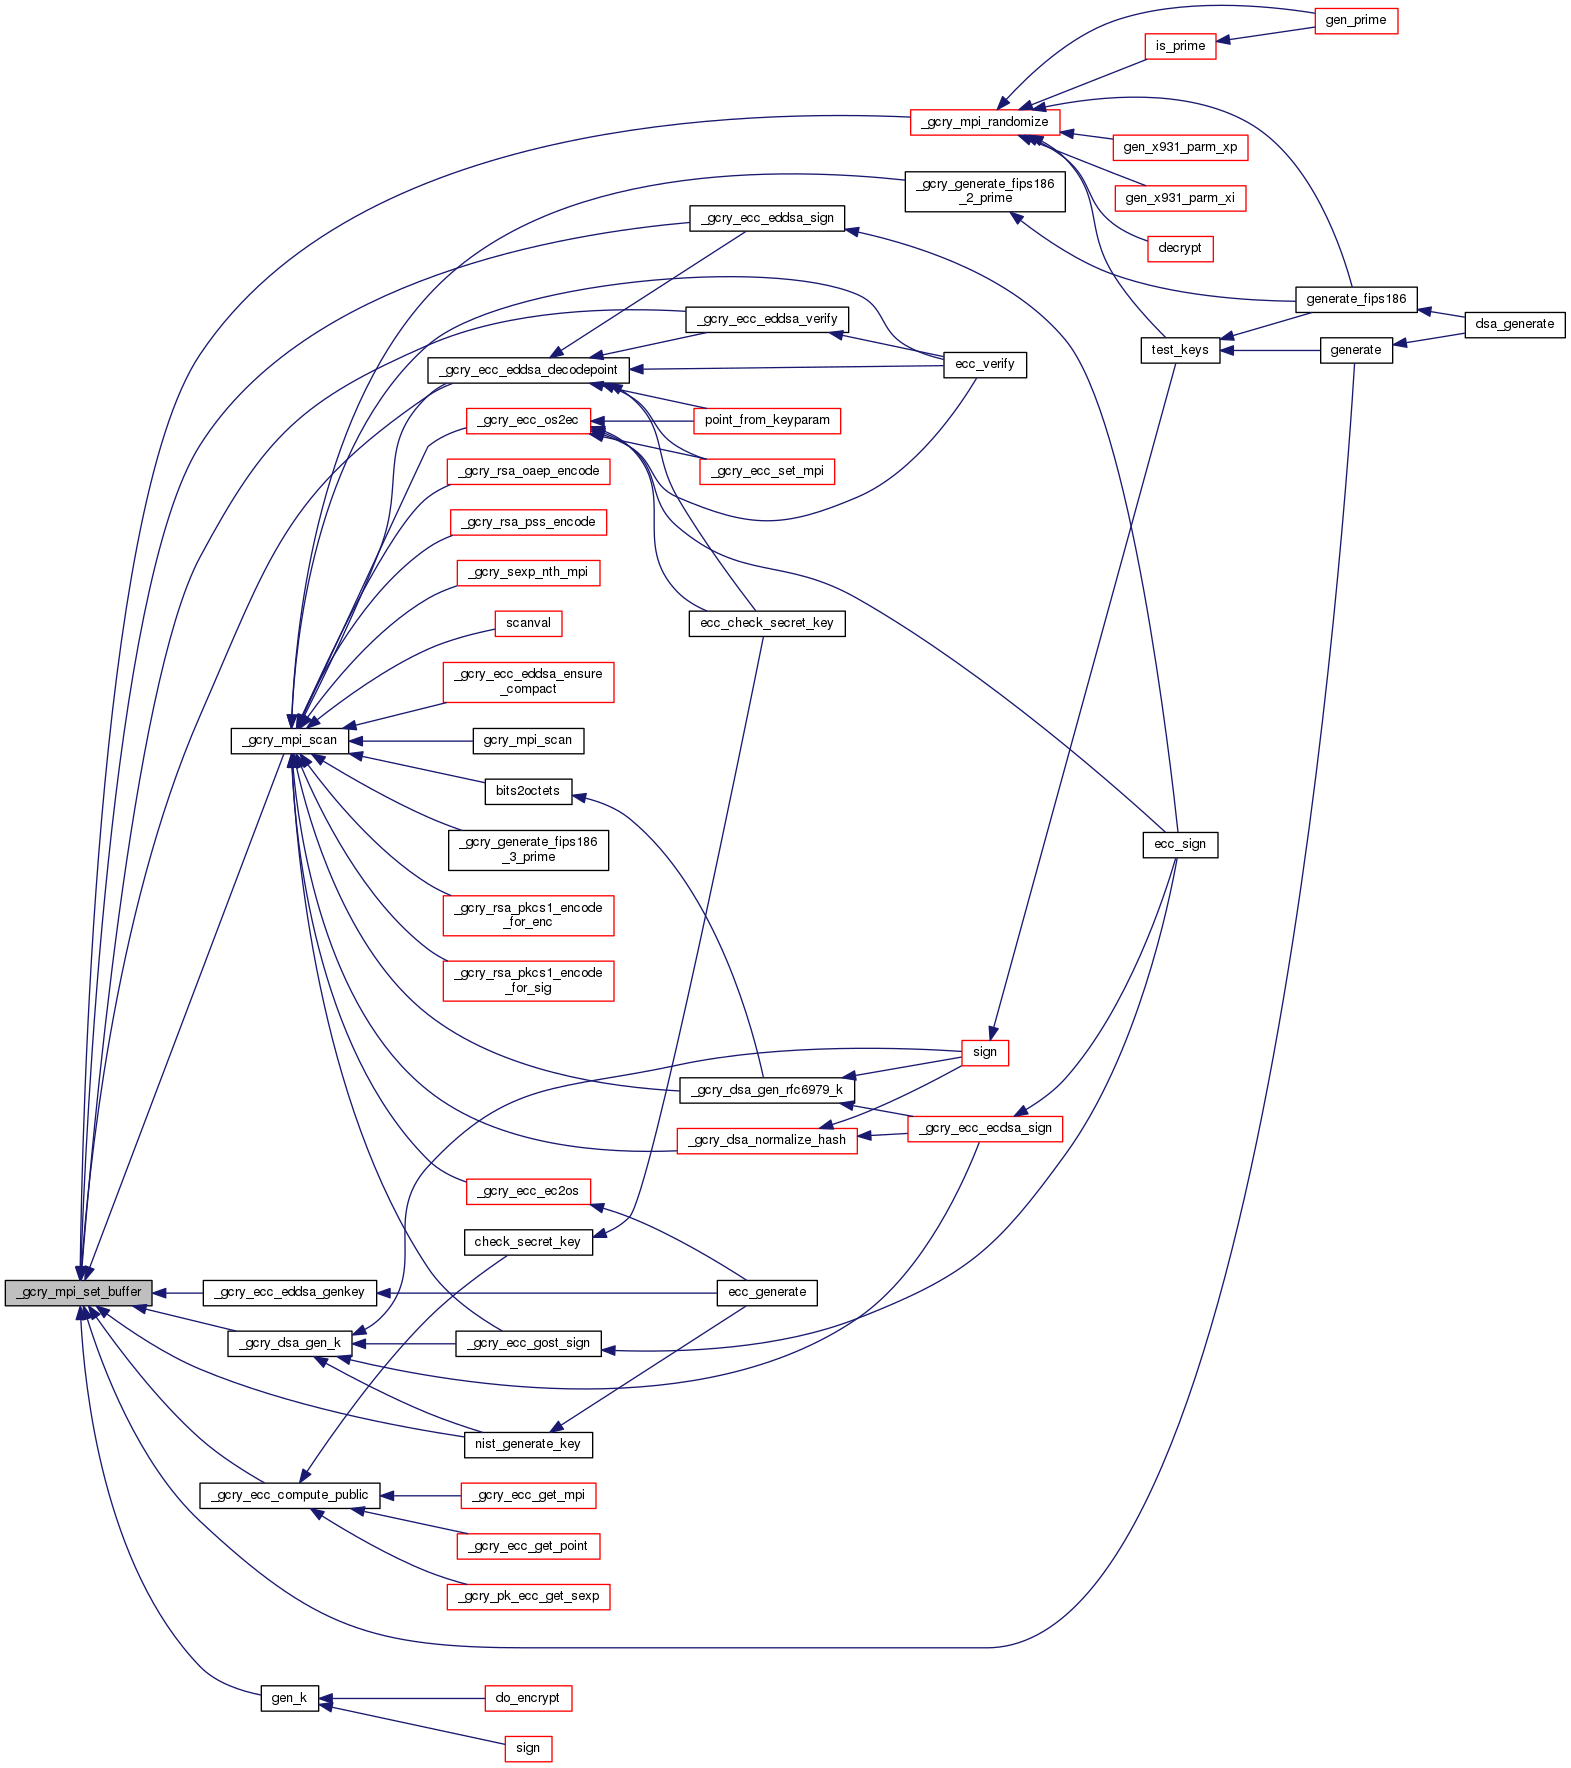 gen_prime
is_prime
_gcry_mpi_randomize
gen_x931_parm_xp
_gcry_generate_fips186
_2_prime
gen_x931_parm_xi
_gcry_ecc_eddsa_sign
decrypt
generate_fips186
_gcry_ecc_eddsa_verify
dsa_generate
test_keys
generate
ecc_verify
_gcry_ecc_eddsa_decodepoint
_gcry_ecc_os2ec
point_from_keyparam
_gcry_rsa_oaep_encode
_gcry_ecc_set_mpi
_gcry_rsa_pss_encode
_gcry_sexp_nth_mpi
scanval
ecc_check_secret_key
_gcry_ecc_eddsa_ensure
_compact
_gcry_mpi_scan
gcry_mpi_scan
bits2octets
_gcry_generate_fips186
_3_prime
ecc_sign
_gcry_rsa_pkcs1_encode
_for_enc
_gcry_rsa_pkcs1_encode
_for_sig
sign
_gcry_dsa_gen_rfc6979_k
_gcry_ecc_ecdsa_sign
_gcry_dsa_normalize_hash
_gcry_ecc_ec2os
check_secret_key
_gcry_mpi_set_buffer
_gcry_ecc_eddsa_genkey
ecc_generate
_gcry_dsa_gen_k
_gcry_ecc_gost_sign
nist_generate_key
_gcry_ecc_compute_public
_gcry_ecc_get_mpi
_gcry_ecc_get_point
_gcry_pk_ecc_get_sexp
gen_k
do_encrypt
sign